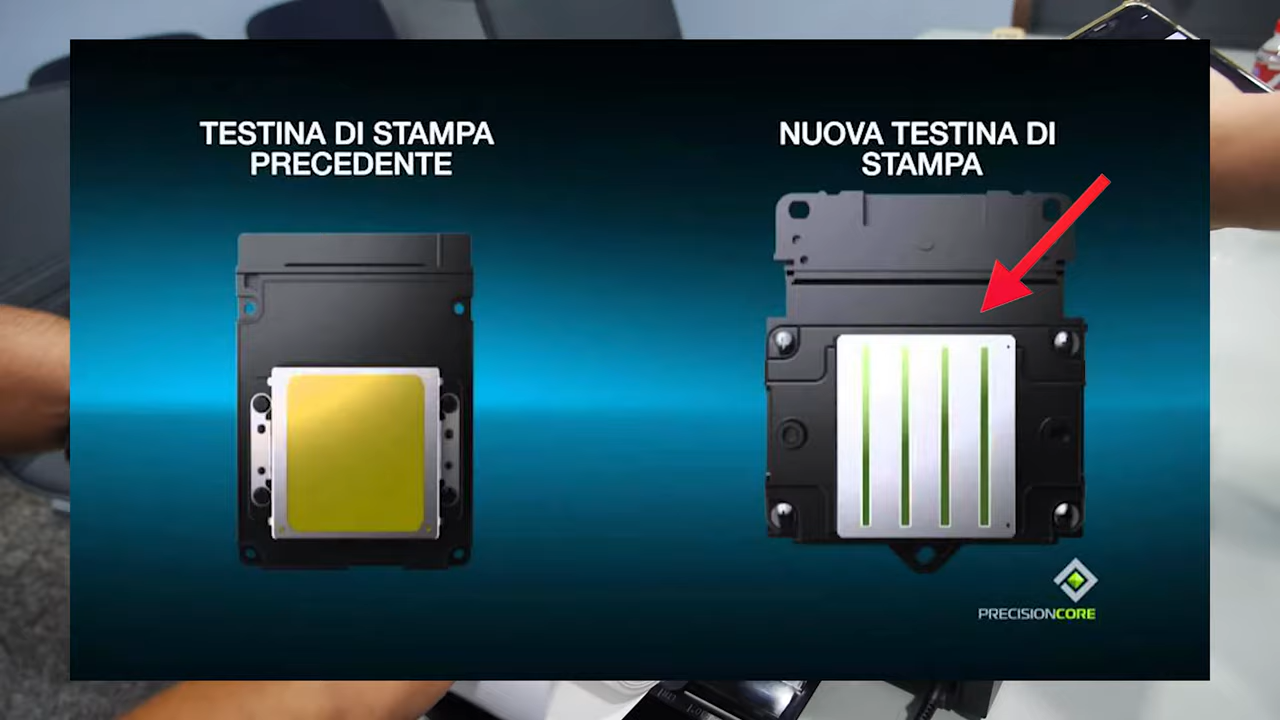 TESTINA DI STAMPA
PRECEDENTE
NUOVA TESTINA DI
STAMPA
PRECISIONCORE